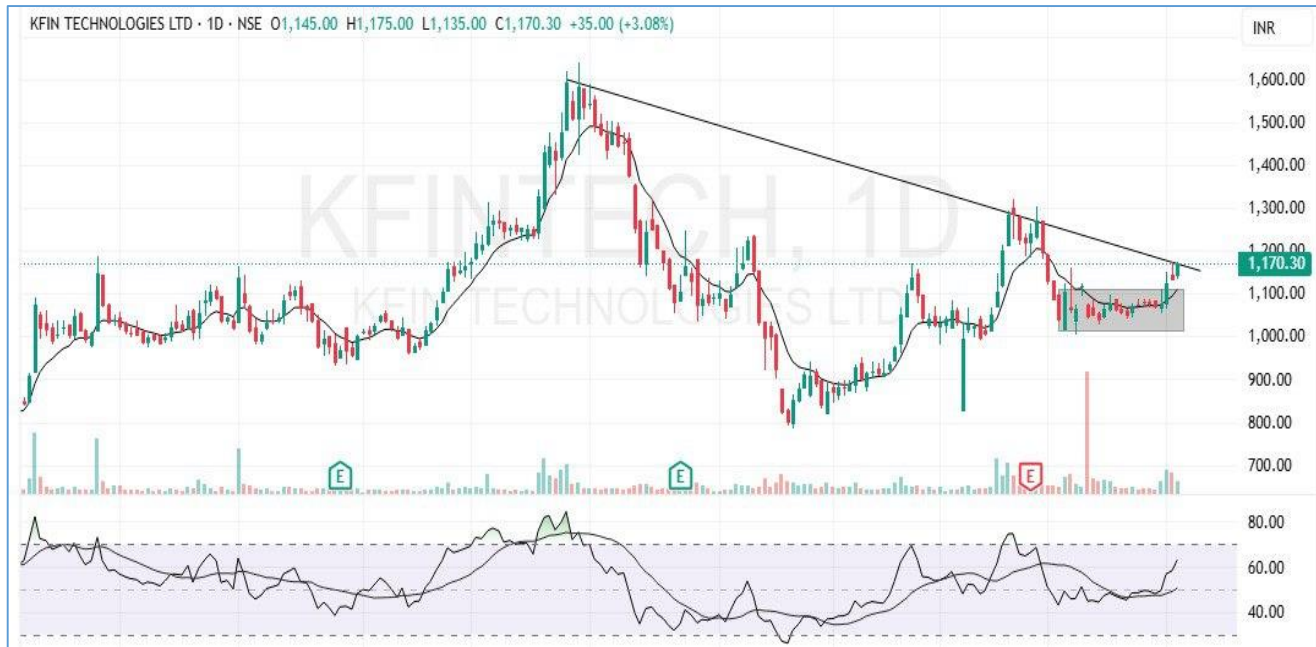 KFIN TECHNOLOGIES LTD · 1D · NSE O1,145.00 H1,175.00 L1,135.00 C1,170.30 +35.00 (+3.08%)
INR
KFINTECH, 1D
KFIN TECHNOLOGIES LTD
1,600.00
1,500.00
1,400.00
1,300.00
1,200.00
1,170.30
1,100.00
1,000.00
900.00
800.00
700.00
E
E
E
80.00
60.00
40.00